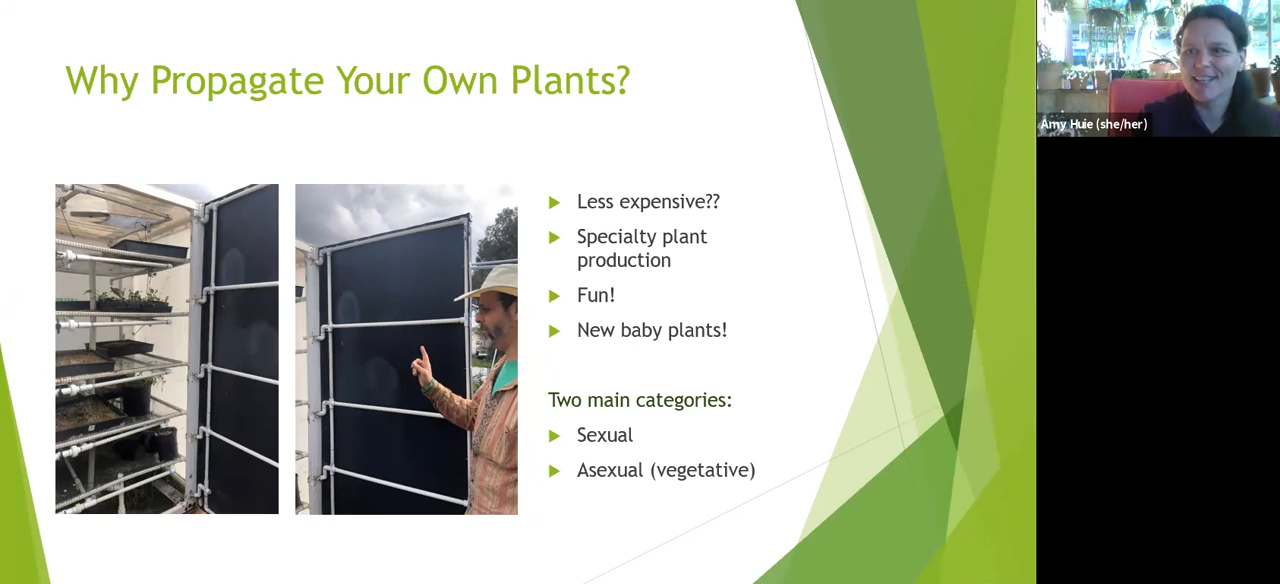 Why Propagate Your Own Plants?
Less expensive??
Specialty plant
production
Fun!
New baby plants!
Two main categories:
Sexual
Asexual (vegetative)
Amy Huie (she/her)